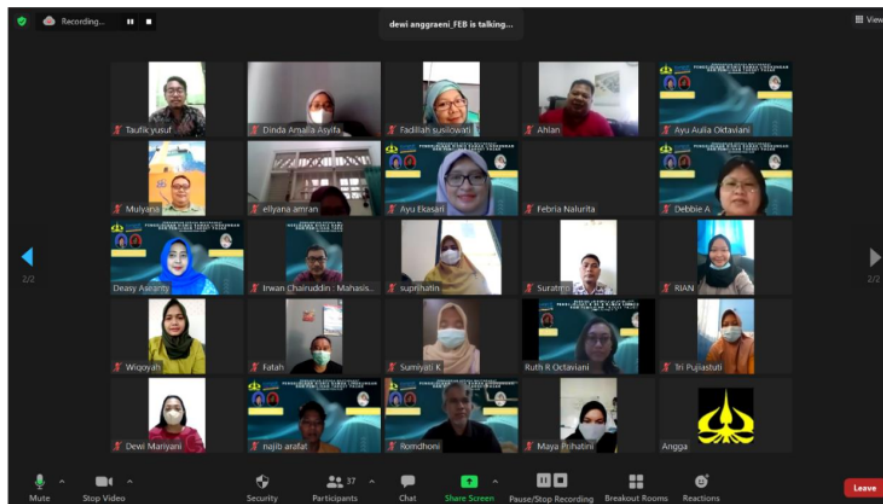 Recording...
dewi anggraeni_FEB is talking...
View
Taufik yusuf
Dinda Amalia Asyifa
Fadillah susilowati
Ahlan
Ayu Aulia Oktaviani
Mulyana
ellyana amran
Ayu Ekasari
Febria Nalurita
Debbie A
Deasy Aseanty
Irwan Chairuddin : Mahasis...
suprihatin
Suratmo
RIAN
2/2
2/2
Wiqoyah
Fatah
Sumiyati K
Ruth R Octaviani
Tri Pujiastuti
Dewi Mariyani
najib arafat
Romdhoni
Maya Prihatini
Angga
Mute
Stop Video
Security
Participants
37
Chat
Share Screen
Pause/Stop Recording
Breakout Rooms
Reactions
Leave